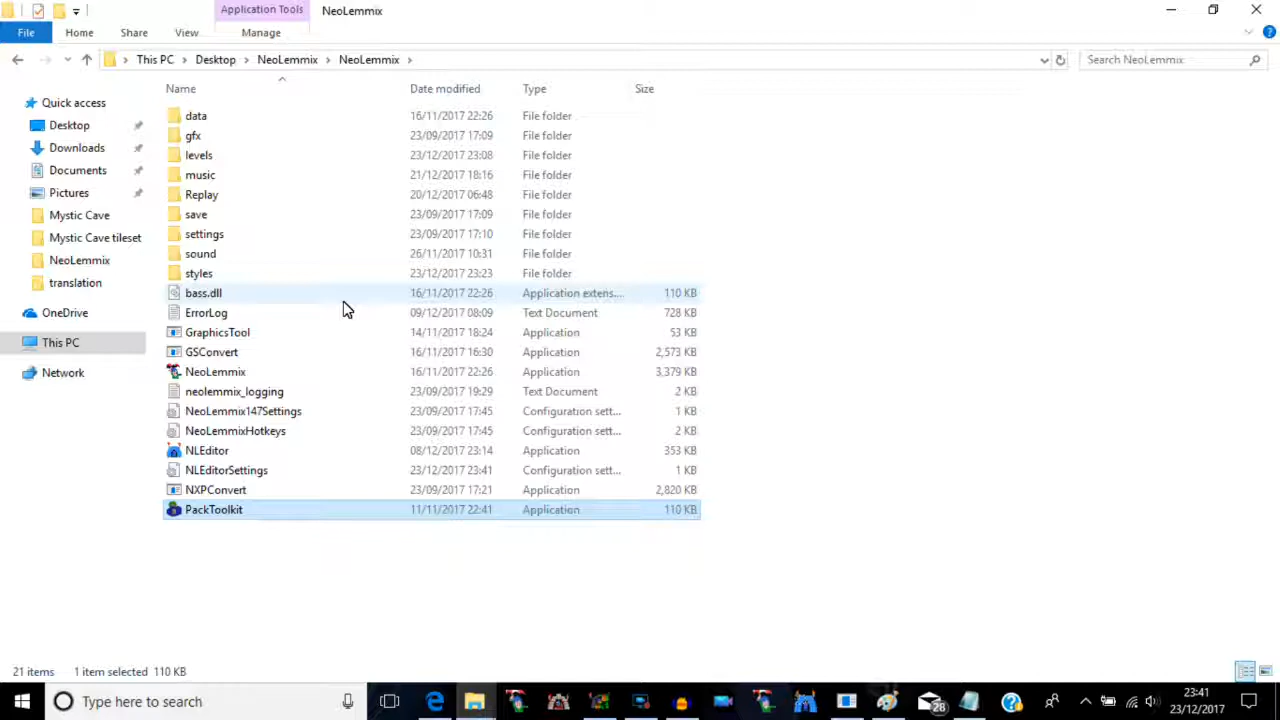 Application Tools NeoLemmix
File Home Share View Manage
This PC Desktop NeoLemmix NeoLemmix Search NeoLemmix
Name Date modified Type Size
Quick access
Desktop
Downloads
Documents
Pictures
Mystic Cave
Mystic Cave tileset
NeoLemmix
translation
OneDrive
This PC
Network
data 16/11/2017 22:26 File folder
gfx 23/09/2017 17:09 File folder
levels 23/12/2017 23:08 File folder
music 21/12/2017 18:16 File folder
Replay 20/12/2017 06:48 File folder
save 23/09/2017 17:09 File folder
settings 23/09/2017 17:10 File folder
sound 26/11/2017 10:31 File folder
styles 23/12/2017 23:23 File folder
bass.dll 16/11/2017 22:26 Application extens... 110 KB
ErrorLog 09/12/2017 08:09 Text Document 728 KB
GraphicsTool 14/11/2017 18:24 Application 53 KB
GSConvert 16/11/2017 16:30 Application 2,573 KB
NeoLemmix 16/11/2017 22:26 Application 3,379 KB
neolemmix_logging 23/09/2017 19:29 Text Document 2 KB
NeoLemmix147Settings 23/09/2017 17:45 Configuration sett... 1 KB
NeoLemmixHotkeys 23/09/2017 17:45 Configuration sett... 2 KB
NLEditor 08/12/2017 23:14 Application 353 KB
NLEditorSettings 23/12/2017 23:41 Configuration sett... 1 KB
NXPConvert 23/09/2017 17:21 Application 2,820 KB
PackToolkit 11/11/2017 22:41 Application 110 KB
21 items 1 item selected 110 KB
Type here to search 28 23:41
23/12/2017